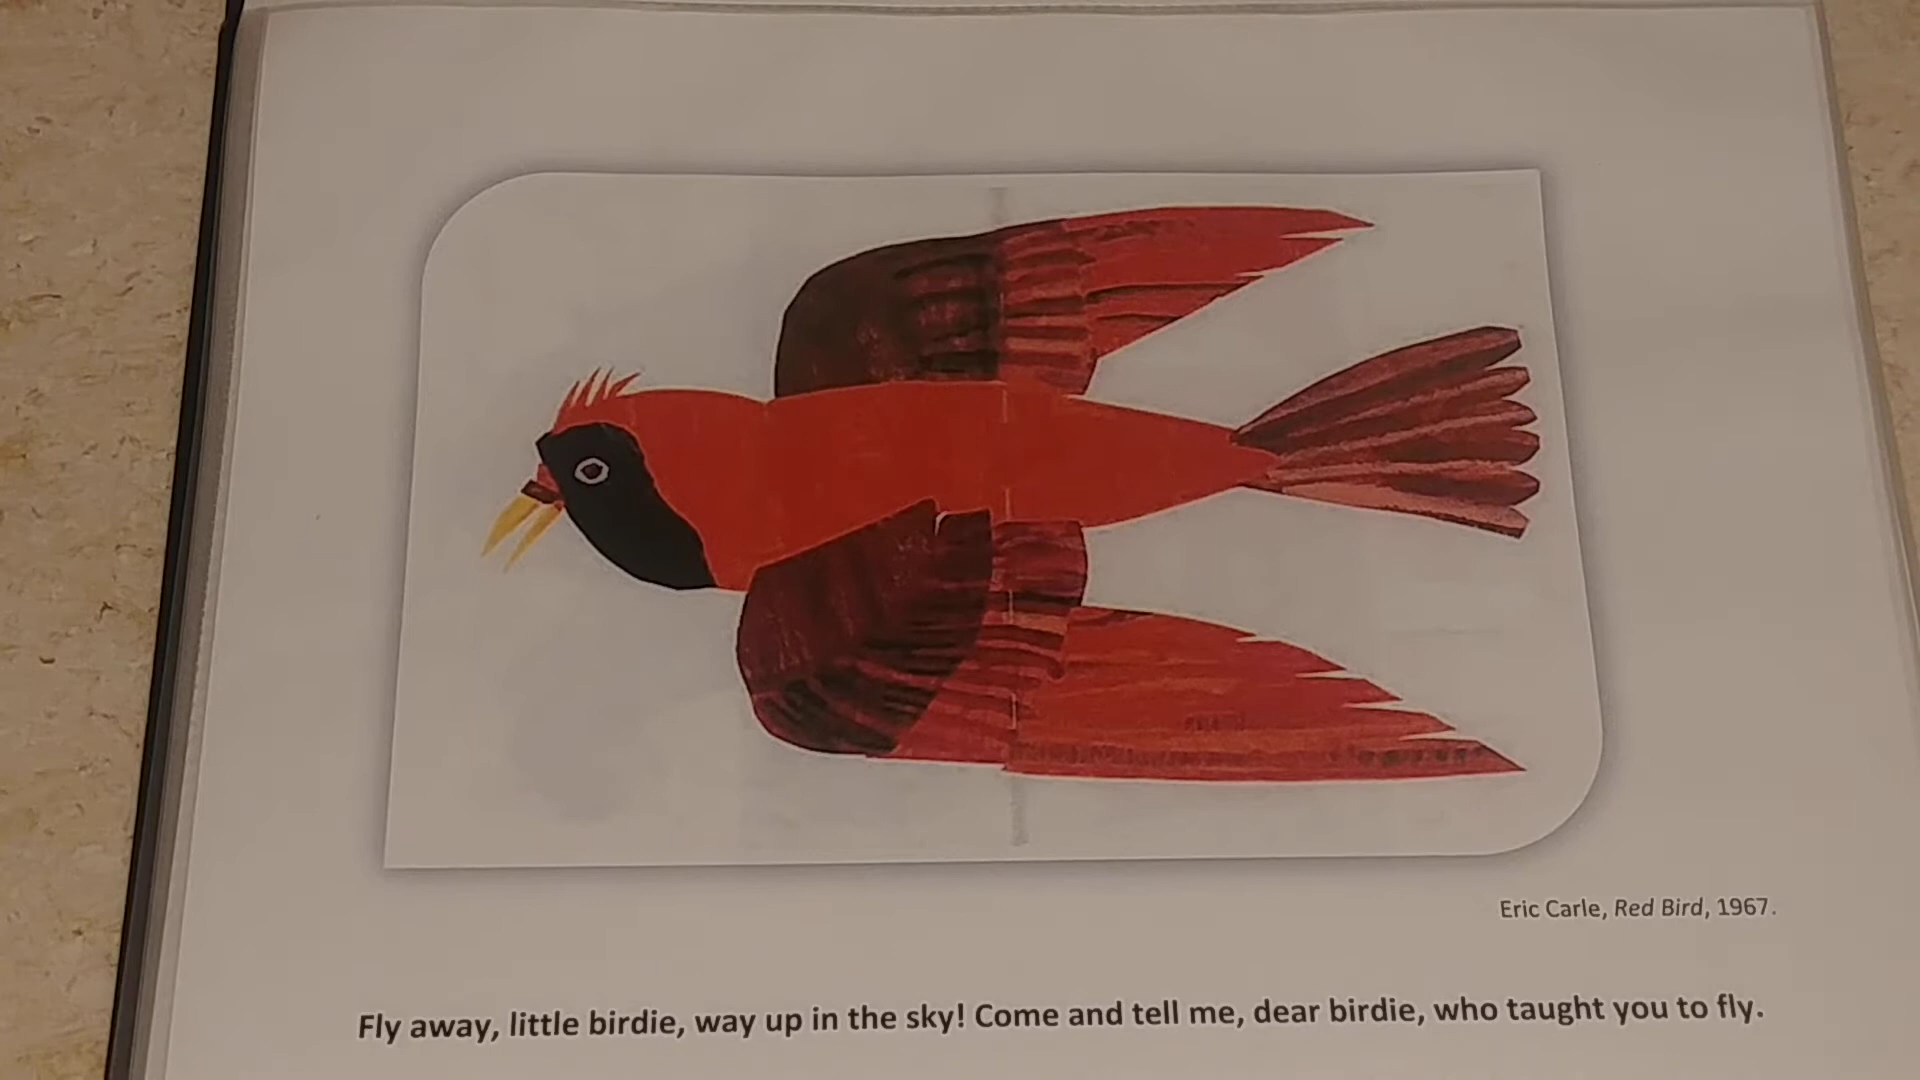 Eric Carle, Red Bird, 1967.
Fly away, little birdie, way up in the sky! Come and tell me, dear birdie, who taught you to fly.